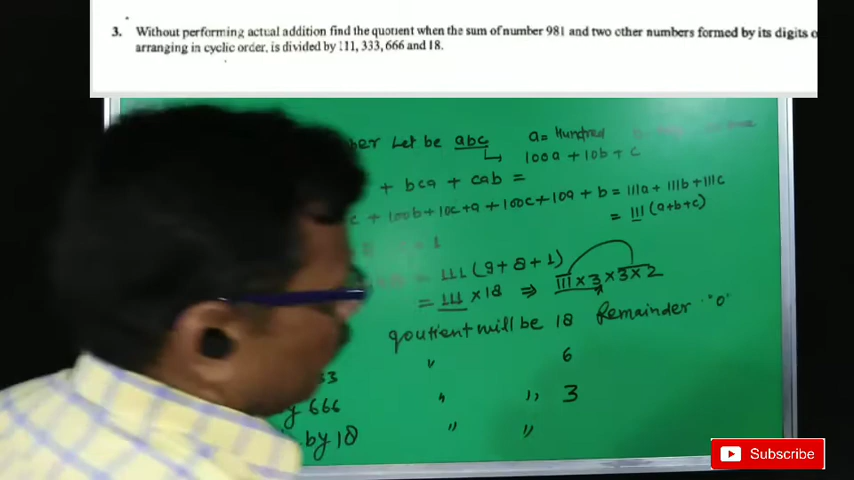 3. Without performing actual addition find the quotient when the sum of number 981 and two other numbers formed by its digits o
arranging in cyclic order, is divided by 111, 333, 666 and 18.
ber Let be abc a= Hundred
100a + 10b + c
+ bca + cab =
c + 100b + 10c + a + 100c + 10a + b = 111a + 111b + 111c
= 111 (a+b+c)
= 111 (9+8+1)
= 111 × 18 ⇒ 111 × 3 × 3 × 2
qoutient will be 18 Remainder "0"
" 6
33
" ,, 3
y 666
" "
by 18
Subscribe